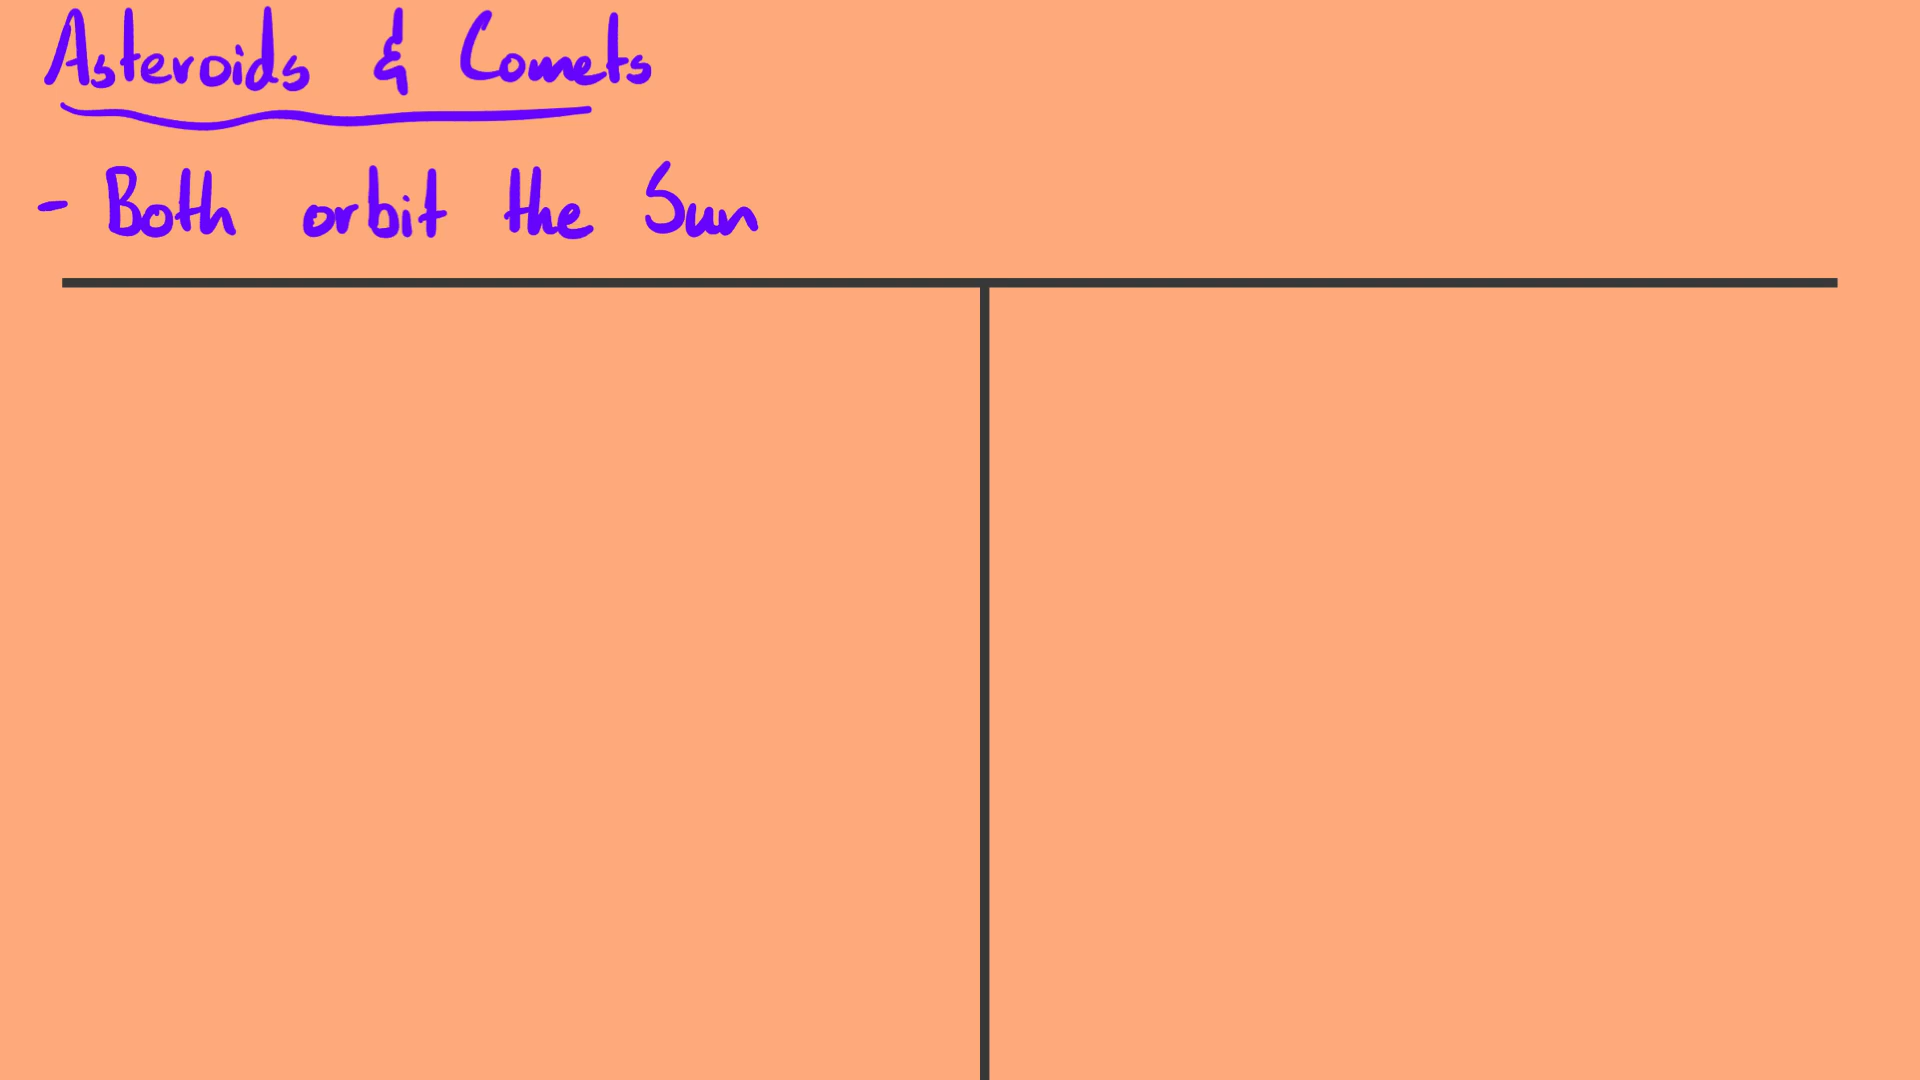 Asteroids & Comets
- Both orbit the Sun